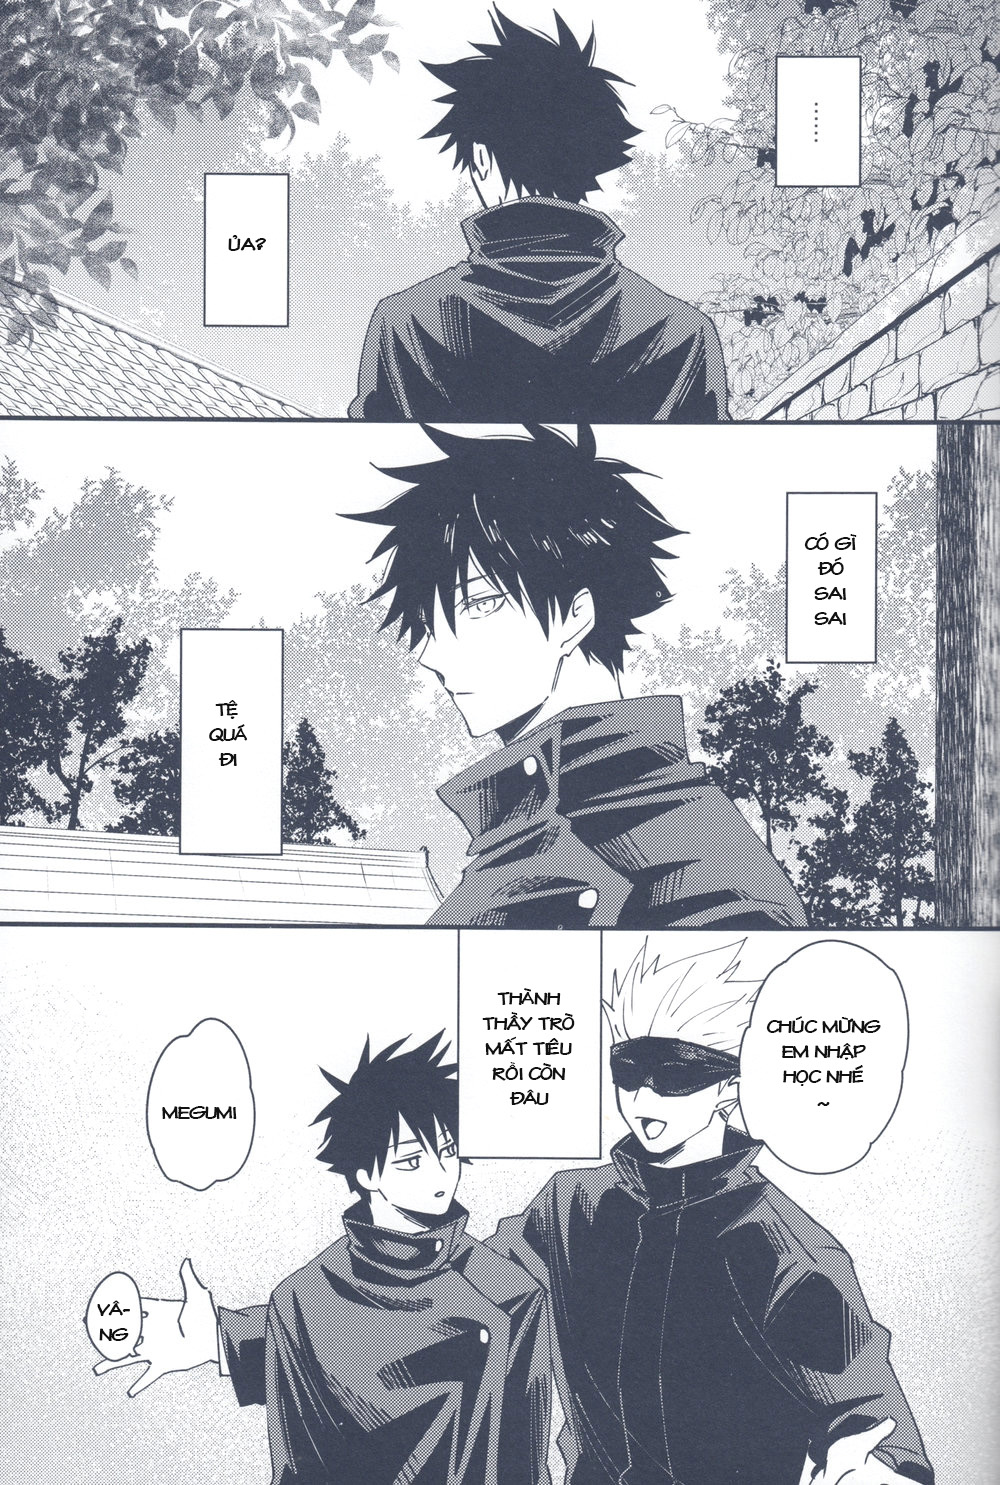 ......
ỦA?
CÓ GÌ
ĐÓ
SAI
SAI
TỆ
QUÁ
ĐI
CHÚC MỪNG
EM NHẬP
HỌC NHÉ
~
THÀNH
THẦY TRÒ
MẤT TIÊU
RỒI CÒN
ĐÂU
MEGUMI
VÂ-
NG